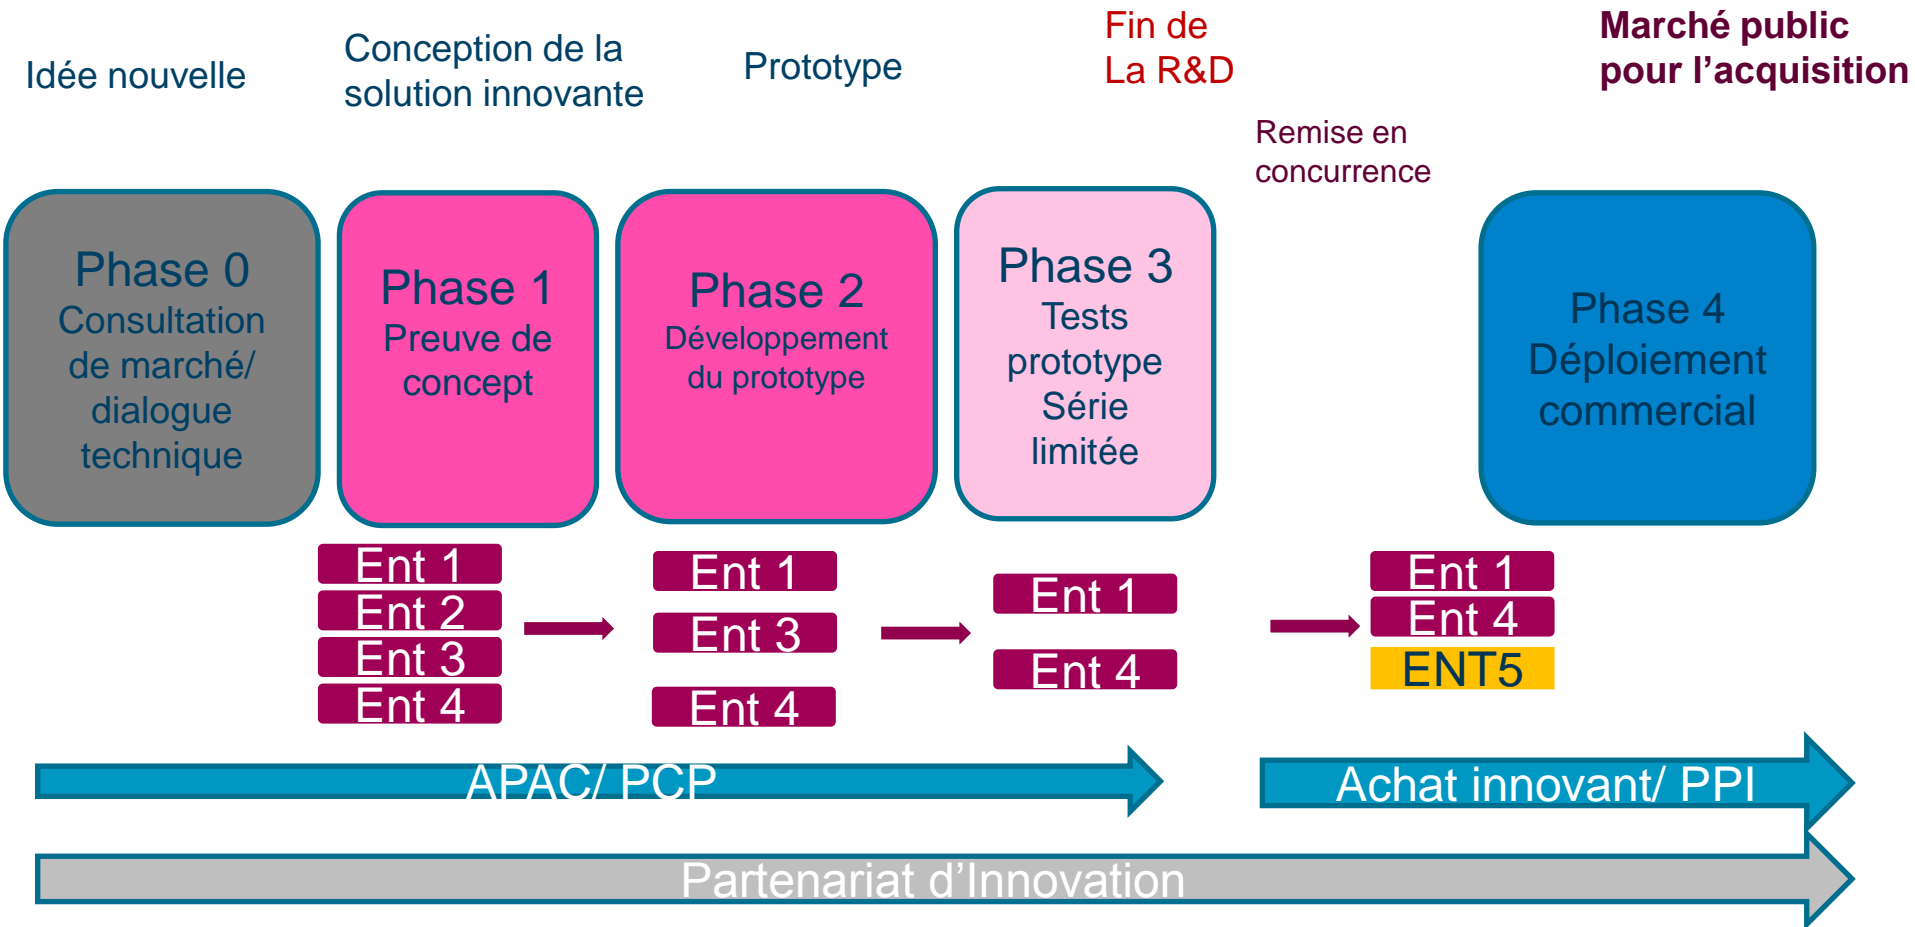 Idée nouvelle
Conception de la
solution innovante
Prototype
Fin de
La R&D
Marché public
pour l’acquisition
Remise en
concurrence
Phase 0
Consultation
de marché/
dialogue
technique
Phase 1
Preuve de
concept
Phase 2
Développement
du prototype
Phase 3
Tests
prototype
Série
limitée
Phase 4
Déploiement
commercial
Ent 1
Ent 2
Ent 3
Ent 4
Ent 1
Ent 3
Ent 4
Ent 1
Ent 4
Ent 1
Ent 4
ENT5
APAC/ PCP
Achat innovant/ PPI
Partenariat d’Innovation